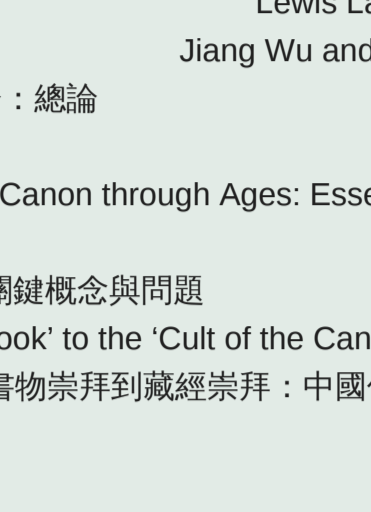 Lewis La
Jiang Wu and
：總論
Canon through Ages: Esse
關鍵概念與問題
ook’ to the ‘Cult of the Can
書物崇拜到藏經崇拜：中國